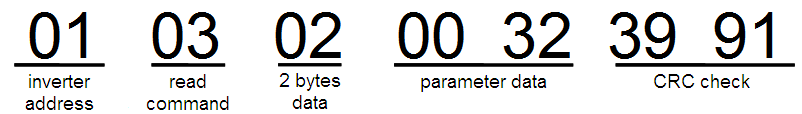 01 03 02 00 32 39 91
inverter address
read command
2 bytes data
parameter data
CRC check